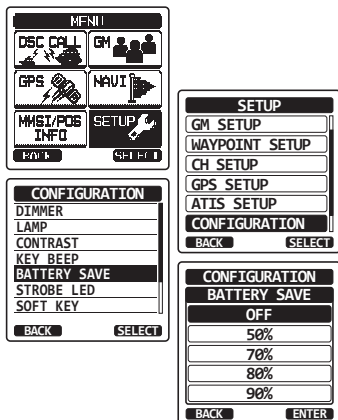 MENU
DSC CALL GM
GPS NAVI
MMSI/POS INFO SETUP
BACK SELECT
SETUP
GM SETUP
WAYPOINT SETUP
CH SETUP
GPS SETUP
ATIS SETUP
CONFIGURATION
BACK SELECT
CONFIGURATION
DIMMER
LAMP
CONTRAST
KEY BEEP
BATTERY SAVE
STROBE LED
SOFT KEY
BACK SELECT
CONFIGURATION
BATTERY SAVE
OFF
50%
70%
80%
90%
BACK ENTER